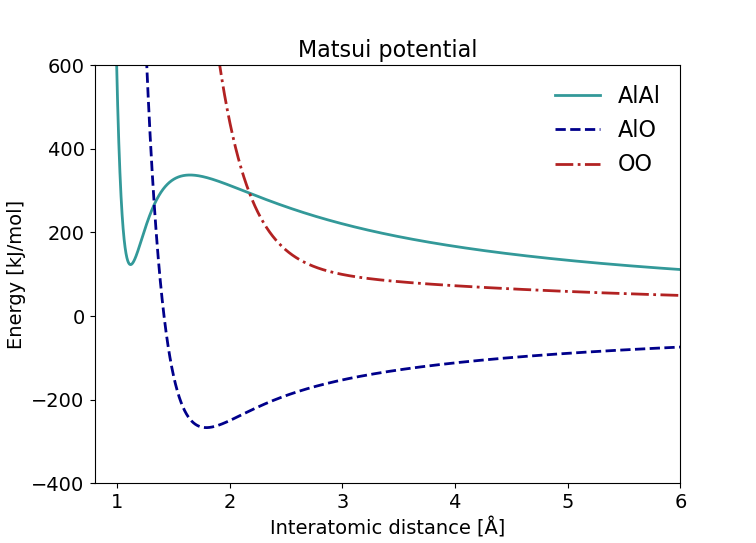 Matsui potential
Energy [kJ/mol]
600
400
200
0
−200
−400
AlAl
AlO
OO
1 2 3 4 5 6
Interatomic distance [Å]